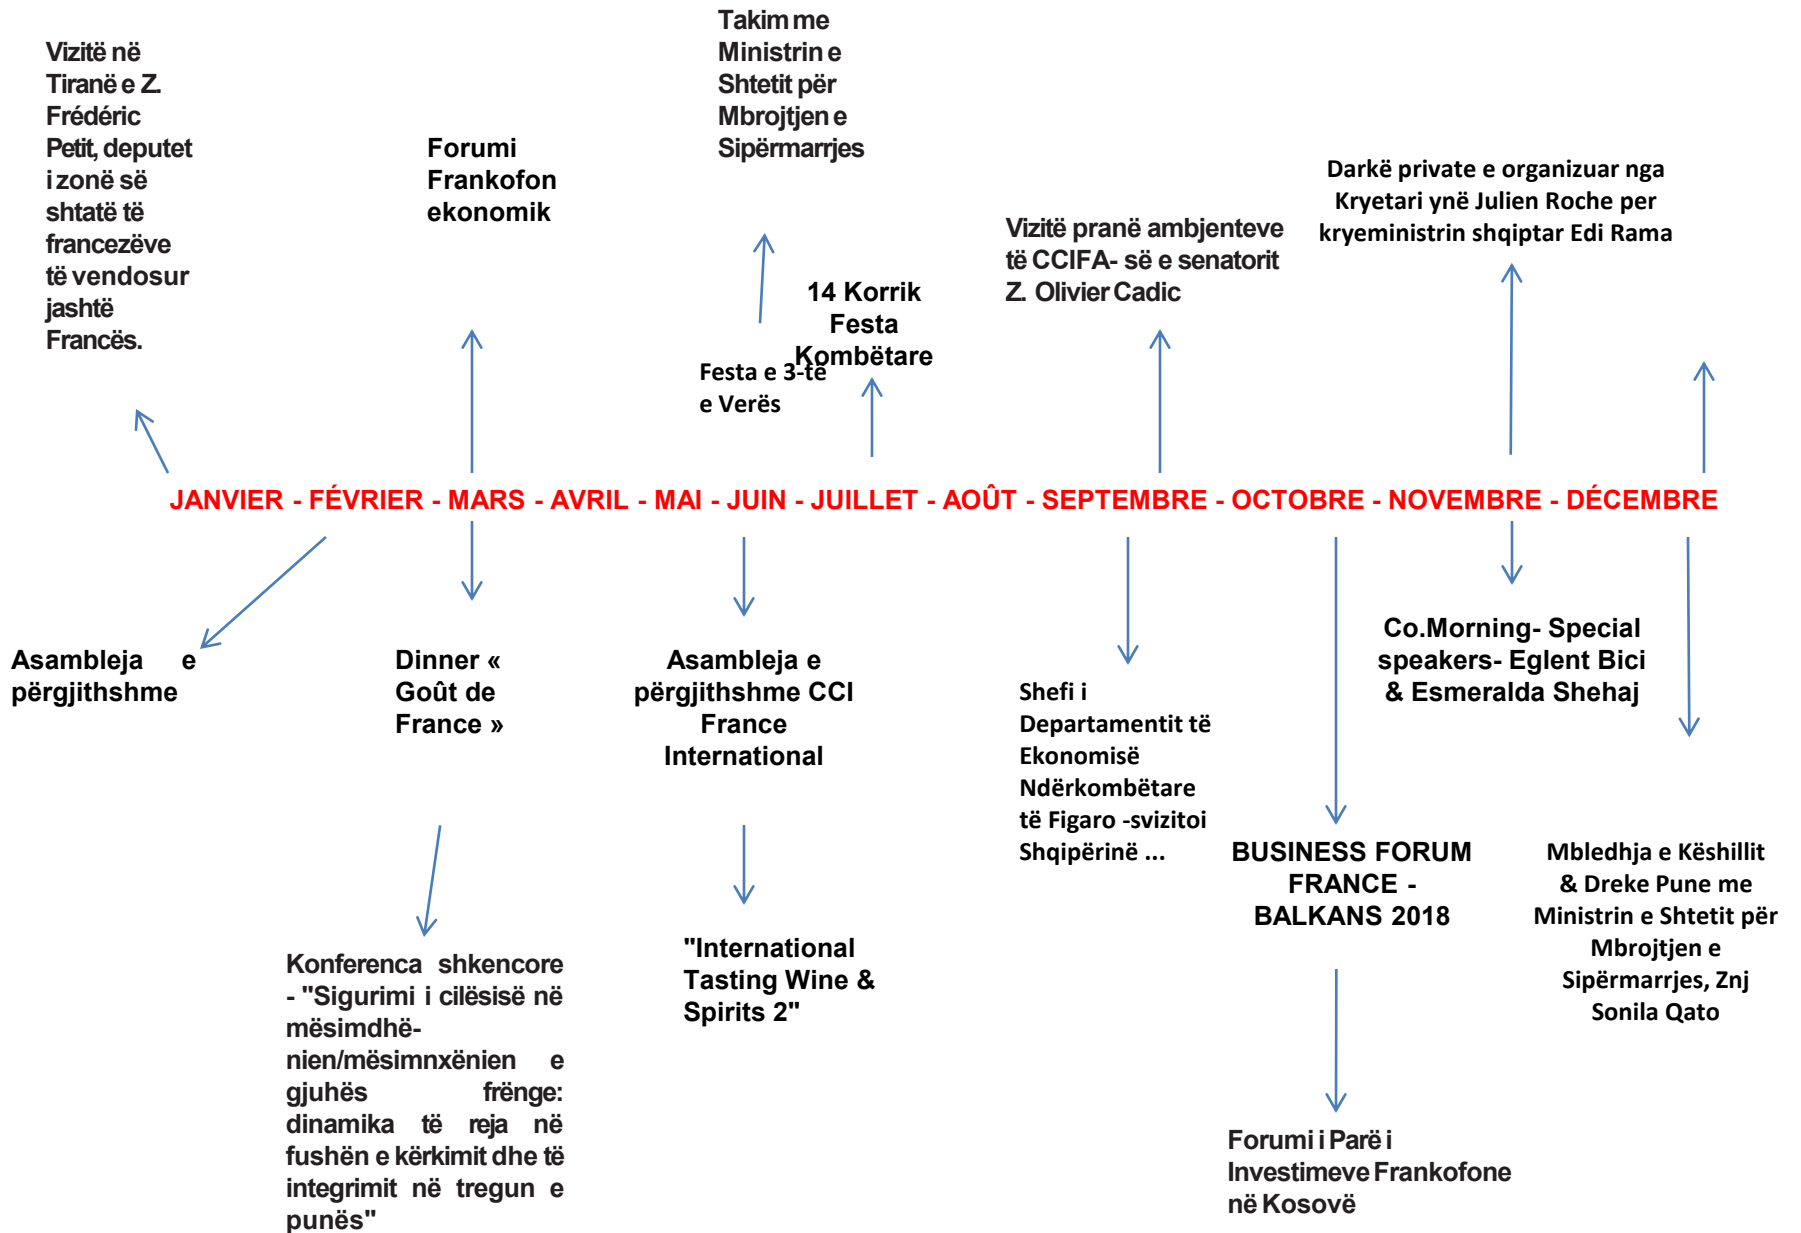 Vizitë në
Tiranë e Z.
Frédéric
Petit, deputet
i zonë së
shtatë të
francezëve
të vendosur
jashtë
Francës.
Forumi
Frankofon
ekonomik
Takim me
Ministrin e
Shtetit për
Mbrojtjen e
Sipërmarrjes
Festa e 3-të
e Verës
14 Korrik
Festa
Kombëtare
Vizitë pranë ambjenteve
të CCIFA- së e senatorit
Z. Olivier Cadic
Darkë private e organizuar nga
Kryetari ynë Julien Roche per
kryeministrin shqiptar Edi Rama
JANVIER - FÉVRIER - MARS - AVRIL - MAI - JUIN - JUILLET - AOÛT - SEPTEMBRE - OCTOBRE - NOVEMBRE - DÉCEMBRE
Asambleja e
përgjithshme
Dinner «
Goût de
France »
Konferenca shkencore
- "Sigurimi i cilësisë në
mësimdhë-
nien/mësimnxënien e
gjuhës frënge:
dinamika të reja në
fushën e kërkimit dhe të
integrimit në tregun e
punës"
Asambleja e
përgjithshme CCI
France
International
"International
Tasting Wine &
Spirits 2"
Shefi i
Departamentit të
Ekonomisë
Ndërkombëtare
të Figaro -svizitoi
Shqipërinë ...
BUSINESS FORUM
FRANCE -
BALKANS 2018
Forumi i Parë i
Investimeve Frankofone
në Kosovë
Co.Morning- Special
speakers- Eglent Bici
& Esmeralda Shehaj
Mbledhja e Këshillit
& Dreke Pune me
Ministrin e Shtetit për
Mbrojtjen e
Sipërmarrjes, Znj
Sonila Qato